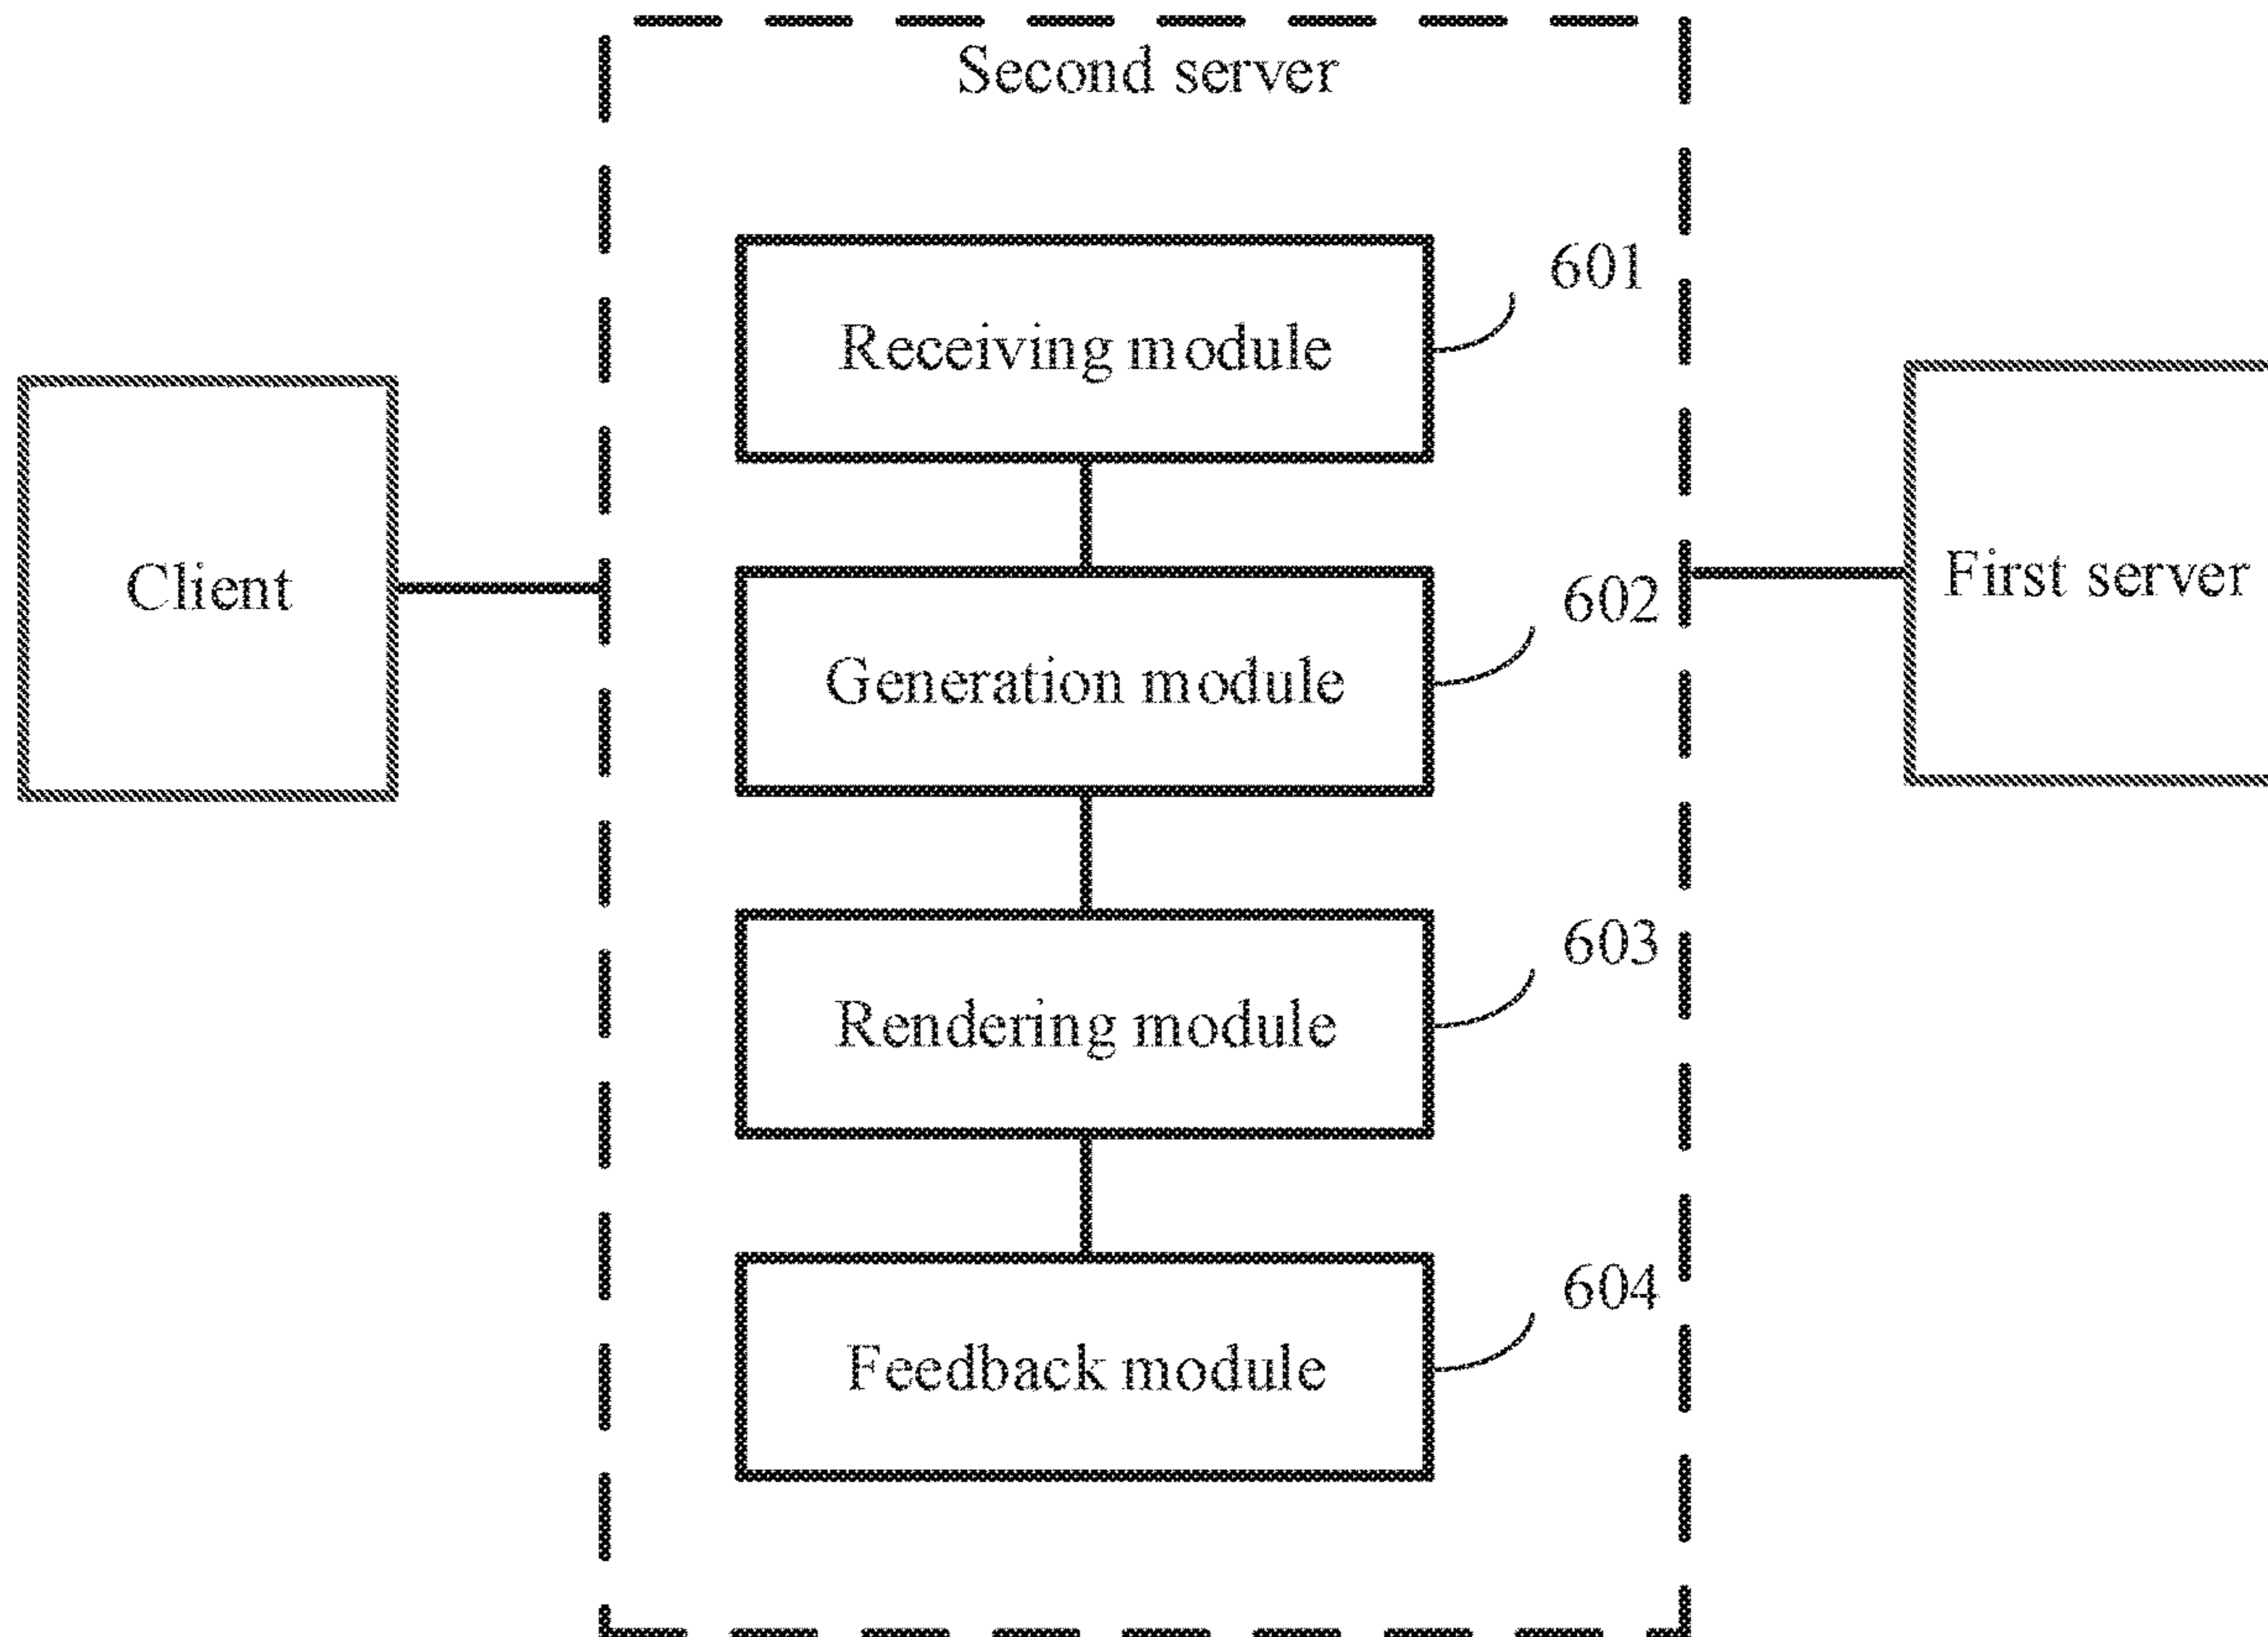 Second server
Receiving module
601
Client
Generation module
602
First server
Rendering module
603
Feedback module
604